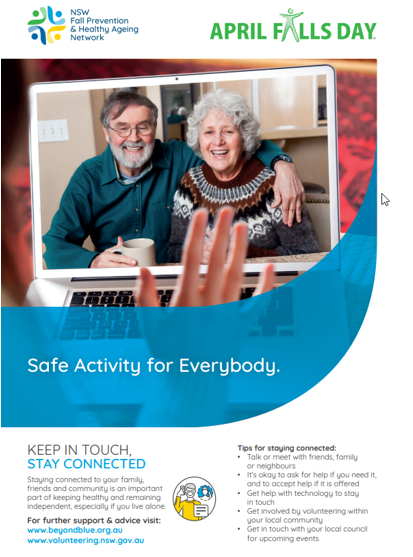 NSW
Fall Prevention
& Healthy Ageing
Network
APRIL FALLS DAY
Safe Activity for Everybody.
KEEP IN TOUCH,
STAY CONNECTED
Staying connected to your family,
friends and community is an important
part of keeping healthy and remaining
independent, especially if you live alone.
For further support & advice visit:
www.beyondblue.org.au
www.volunteering.nsw.gov.au
Tips for staying connected:
• Talk or meet with friends, family
or neighbours
• It's okay to ask for help if you need it,
and to accept help if it is offered
• Get help with technology to stay
in touch
• Get involved by volunteering within
your local community
• Get in touch with your local council
for upcoming events